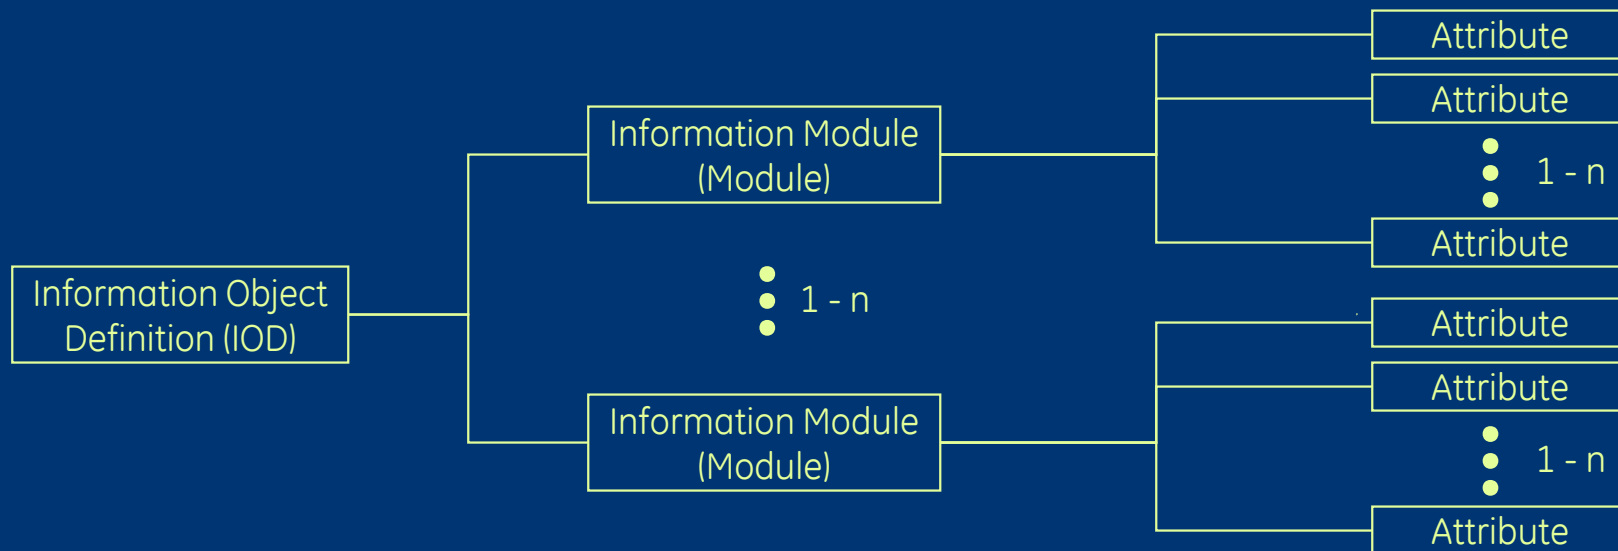 Attribute
Attribute
1 - n
Attribute
Information Module
(Module)
Information Object
Definition (IOD)
1 - n
Information Module
(Module)
Attribute
Attribute
1 - n
Attribute